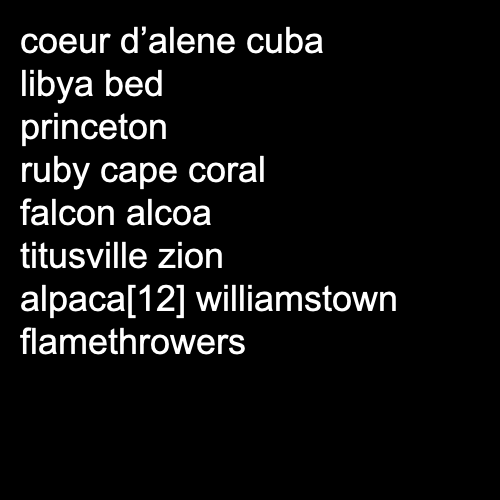 coeur d’alene cuba
libya bed
princeton
ruby cape coral
falcon alcoa
titusville zion
alpaca[12] williamstown
flamethrowers